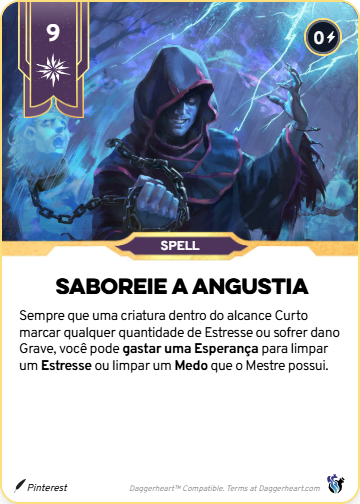 9
0
SPELL
SABOREIE A ANGUSTIA
Sempre que uma criatura dentro do alcance Curto
marcar qualquer quantidade de Estresse ou sofrer dano
Grave, você pode gastar uma Esperança para limpar
um Estresse ou limpar um Medo que o Mestre possui.
Pinterest
Daggerheart™ Compatible. Terms at Daggerheart.com